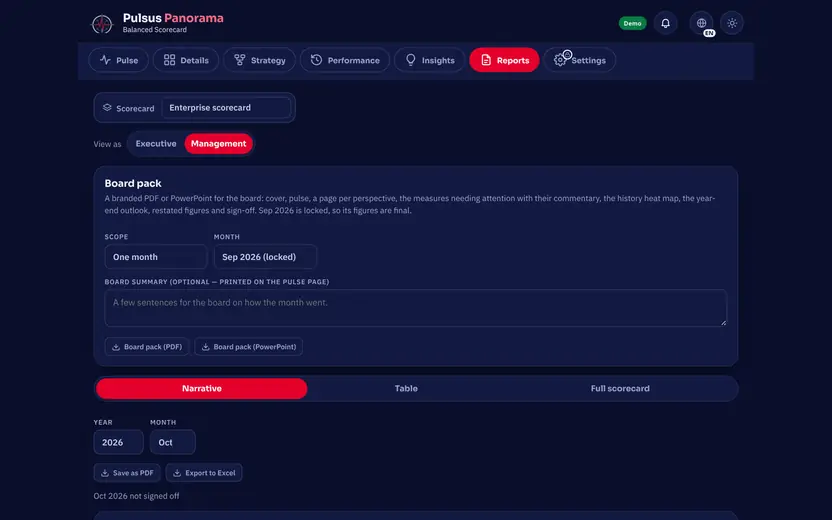 Pulsus Panorama
Balanced Scorecard
Demo
EN
Pulse
Details
Strategy
Performance
Insights
Reports
Settings
Scorecard
Enterprise scorecard
View as
Executive
Management
Board pack
A branded PDF or PowerPoint for the board: cover, pulse, a page per perspective, the measures needing attention with their commentary, the history heat map, the year-
end outlook, restated figures and sign-off. Sep 2026 is locked, so its figures are final.
SCOPE
MONTH
One month
Sep 2026 (locked)
BOARD SUMMARY (OPTIONAL — PRINTED ON THE PULSE PAGE)
A few sentences for the board on how the month went.
Board pack (PDF)
Board pack (PowerPoint)
Narrative
Table
Full scorecard
YEAR
MONTH
2026
Oct
Save as PDF
Export to Excel
Oct 2026 not signed off